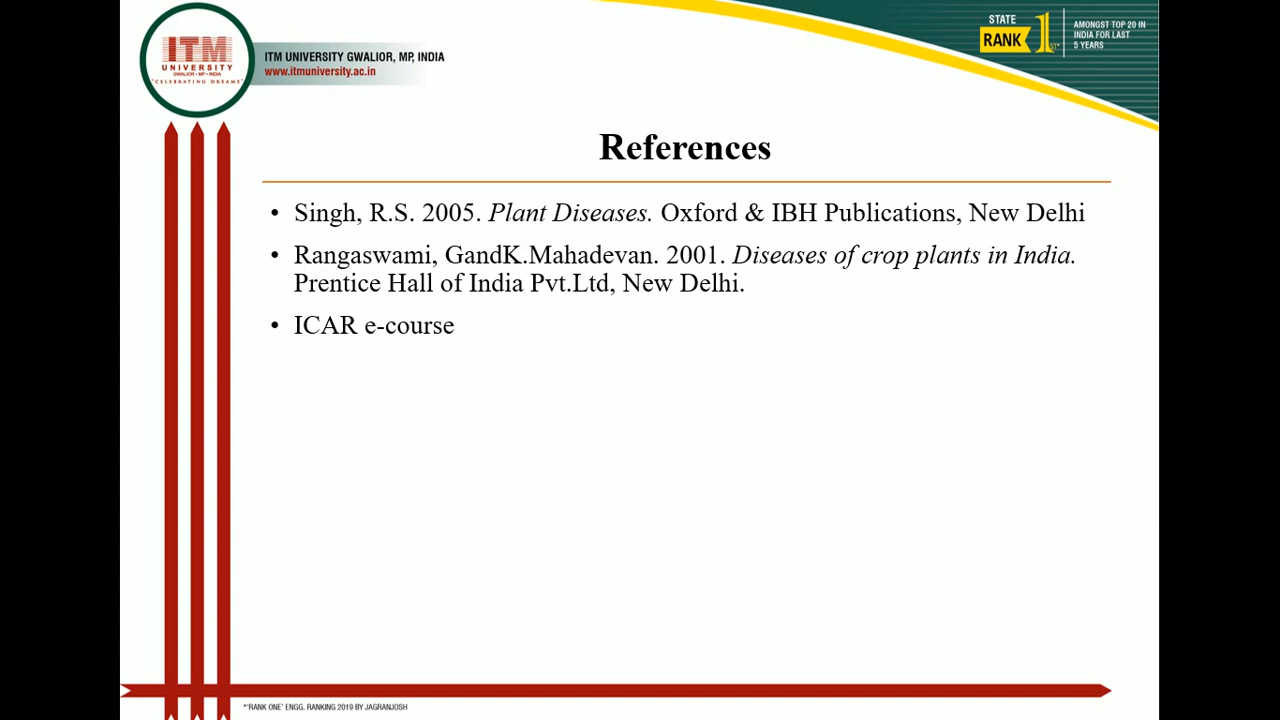 ITM
UNIVERSITY
GWALIOR • MP • INDIA
"CELEBRATING DREAMS"
ITM UNIVERSITY GWALIOR, MP, INDIA
www.itmuniversity.ac.in
STATE
RANK 1ST*
AMONGST TOP 20 IN
INDIA FOR LAST
5 YEARS
References
• Singh, R.S. 2005. Plant Diseases. Oxford & IBH Publications, New Delhi
• Rangaswami, GandK.Mahadevan. 2001. Diseases of crop plants in India.
Prentice Hall of India Pvt.Ltd, New Delhi.
• ICAR e-course
*'RANK ONE' ENGG. RANKING 2019 BY JAGRANJOSH